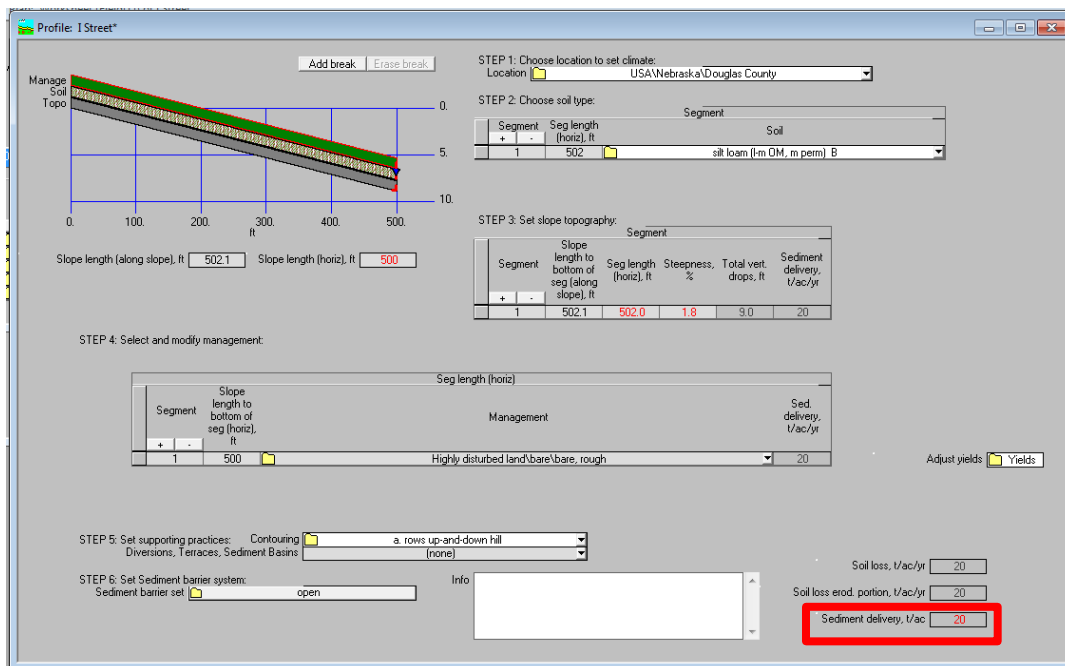 Profile: I Street*
Add break Erase break
Manage
Soil
Topo
0.
5.
10.
0. 100. 200. 300. 400. 500.
ft
Slope length (along slope), ft 502.1 Slope length (horiz), ft 500
STEP 1: Choose location to set climate:
Location USA\Nebraska\Douglas County
STEP 2: Choose soil type:
Segment
Segment + - Seg length (horiz), ft Soil
1 502 silt loam (l-m OM, m perm) B
STEP 3: Set slope topography:
Segment
Segment + - Slope length to bottom of seg (along slope), ft Seg length (horiz), ft Steepness, % Total vert. drops, ft Sediment delivery, t/ac/yr
1 502.1 502.0 1.8 9.0 20
STEP 4: Select and modify management:
Seg length (horiz)
Segment + - Slope length to bottom of seg (horiz), ft Management Sed. delivery, t/ac/yr
1 500 Highly disturbed land\bare\bare, rough 20
Adjust yields Yields
STEP 5: Set supporting practices: Contouring a. rows up-and-down hill
Diversions, Terraces, Sediment Basins (none)
STEP 6: Set Sediment barrier system:
Sediment barrier set open
Info
Soil loss, t/ac/yr 20
Soil loss erod. portion, t/ac/yr 20
Sediment delivery, t/ac 20